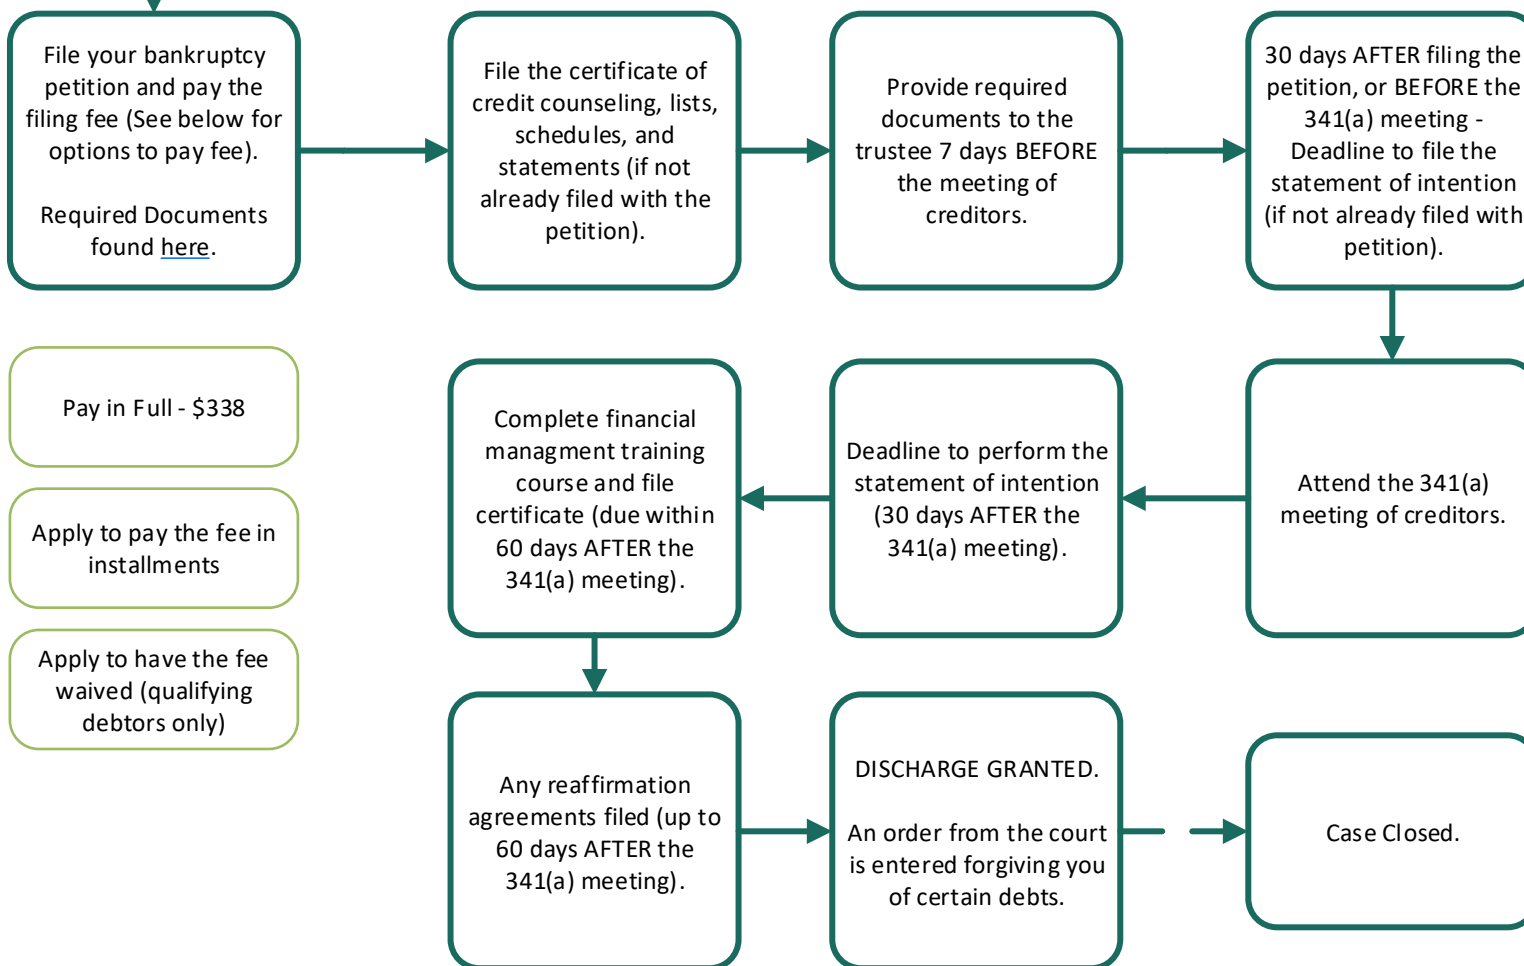 File your bankruptcy
petition and pay the
filing fee (See below for
options to pay fee).
Required Documents
found here.
File the certificate of
credit counseling, lists,
schedules, and
statements (if not
already filed with the
petition).
Provide required
documents to the
trustee 7 days BEFORE
the meeting of
creditors.
30 days AFTER filing the
petition, or BEFORE the
341(a) meeting -
Deadline to file the
statement of intention
(if not already filed with
petition).
Pay in Full - $338
Apply to pay the fee in
installments
Apply to have the fee
waived (qualifying
debtors only)
Attend the 341(a)
meeting of creditors.
Deadline to perform the
statement of intention
(30 days AFTER the
341(a) meeting).
Complete financial
managment training
course and file
certificate (due within
60 days AFTER the
341(a) meeting).
Any reaffirmation
agreements filed (up to
60 days AFTER the
341(a) meeting).
DISCHARGE GRANTED.
An order from the court
is entered forgiving you
of certain debts.
Case Closed.